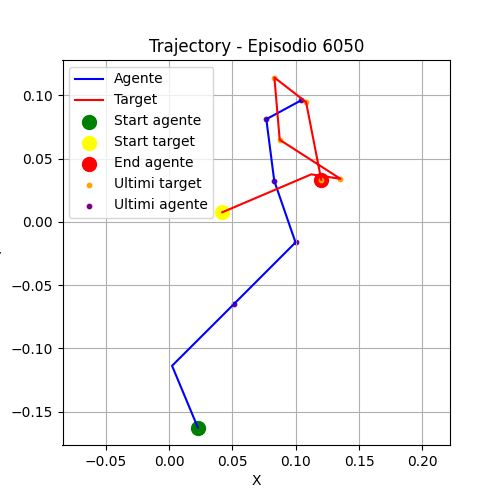 Trajectory - Episodio 6050
Agente
Target
Start agente
Start target
End agente
Ultimi target
Ultimi agente
0.10
0.05
0.00
−0.05
−0.10
−0.15
−0.05
0.00
0.05
0.10
0.15
0.20
X